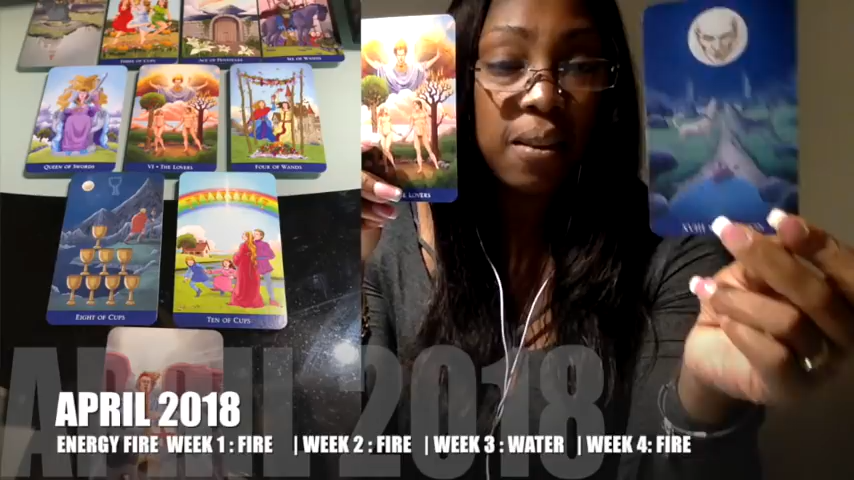 THREE OF CUPS
ACE OF PENTACLES
SIX OF WANDS
QUEEN OF SWORDS
VI • THE LOVERS
FOUR OF WANDS
LOVERS
XVIII
EIGHT OF CUPS
TEN OF CUPS
APRIL 2018
APRIL, 2018
ENERGY FIRE WEEK 1 : FIRE | WEEK 2 : FIRE | WEEK 3 : WATER | WEEK 4: FIRE